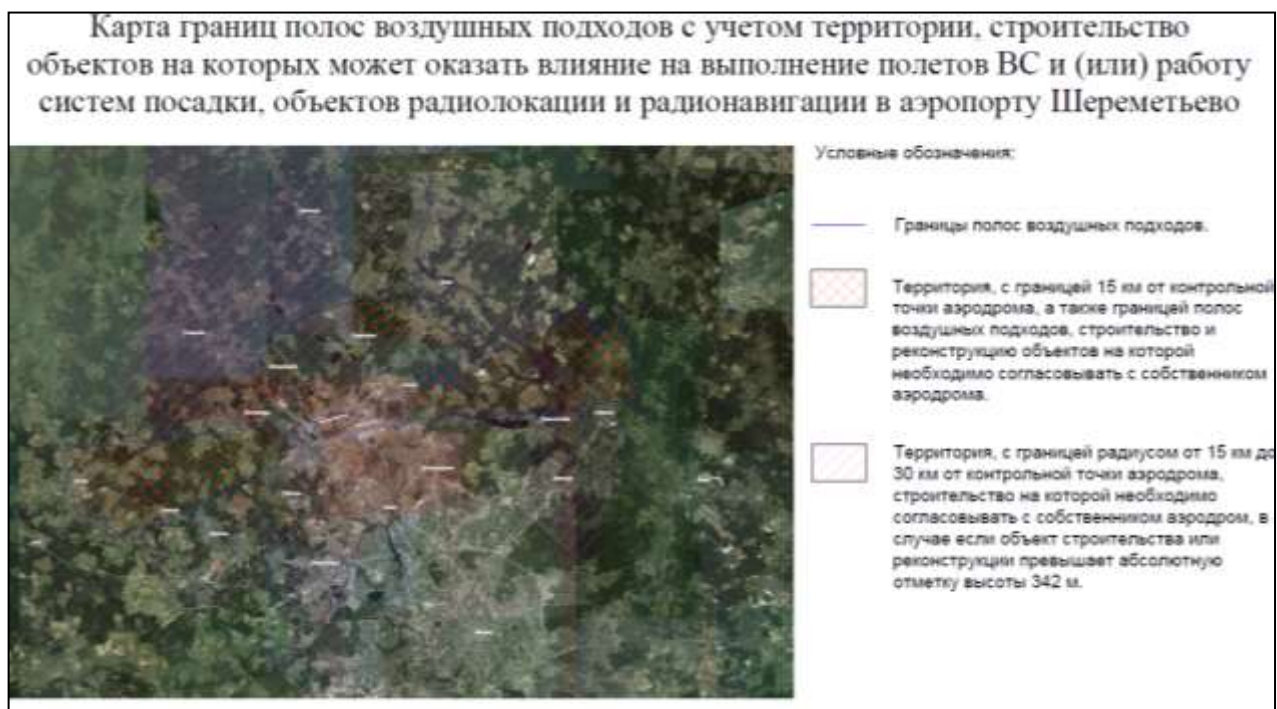 Карта границ полос воздушных подходов с учетом территории, строительство
объектов на которых может оказать влияние на выполнение полетов ВС и (или) работу
систем посадки, объектов радиолокации и радионавигации в аэропорту Шереметьево
Условные обозначения:
Границы полос воздушных подходов.
Территория, с границей 15 км от контрольной
точки аэродрома, а также границей полос
воздушных подходов, строительство и
реконструкцию объектов на которой
необходимо согласовывать с собственником
аэродрома.
Территория, с границей радиусом от 15 км до
30 км от контрольной точки аэродрома,
строительство на которой необходимо
согласовывать с собственником аэродром, в
случае если объект строительства или
реконструкции превышает абсолютную
отметку высоты 342 м.